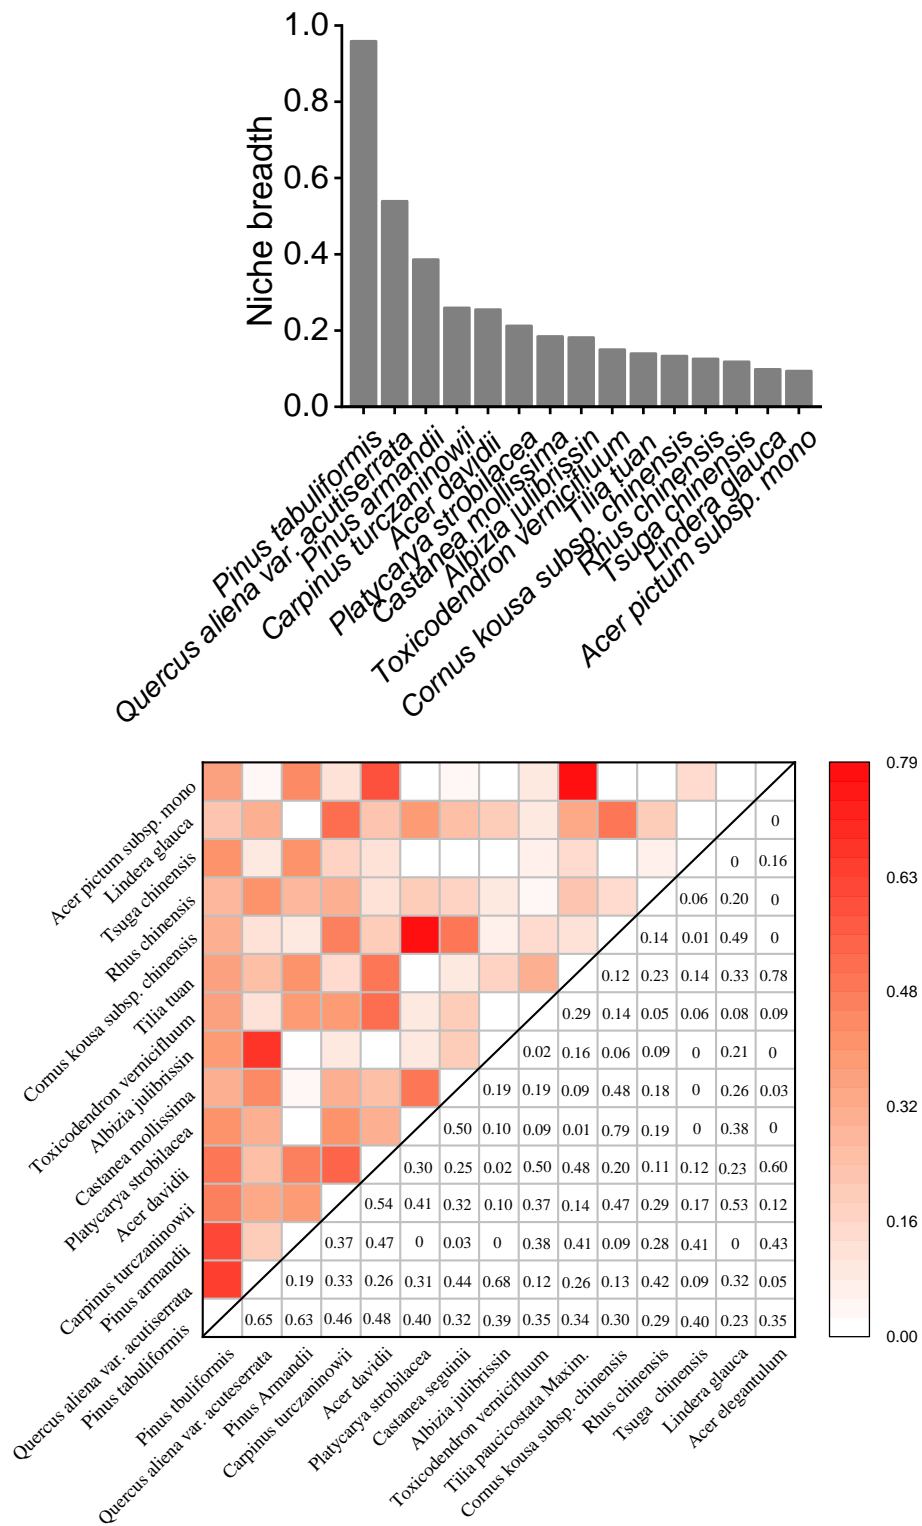 1.0
0.8
0.6
0.4
0.2
0.0
Niche breadth
Pinus tabuliformis
Quercus aliena var. acutiserrata
Pinus armandii
Carpinus turczaninowii
Acer davidii
Platycarya strobilacea
Castanea mollissima
Albizia julibrissin
Toxicodendron vernicifluum
Tilia tuan
Cornus kousa subsp. chinensis
Rhus chinensis
Tsuga chinensis
Lindera glauca
Acer pictum subsp. mono
Acer pictum subsp. mono
Lindera glauca 0
Tsuga chinensis 0 0.16
Rhus chinensis 0.06 0.20 0
Cornus kousa subsp. chinensis 0.14 0.01 0.49 0
Tilia tuan 0.12 0.23 0.14 0.33 0.78
Toxicodendron vernicifluum 0.29 0.14 0.05 0.06 0.08 0.09
Albizia julibrissin 0.02 0.16 0.06 0.09 0 0.21 0
Castanea mollissima 0.19 0.19 0.09 0.48 0.18 0 0.26 0.03
Platycarya strobilacea 0.50 0.10 0.09 0.01 0.79 0.19 0 0.38 0
Acer davidii 0.30 0.25 0.02 0.50 0.48 0.20 0.11 0.12 0.23 0.60
Carpinus turczaninowii 0.54 0.41 0.32 0.10 0.37 0.14 0.47 0.29 0.17 0.53 0.12
Pinus armandii 0.37 0.47 0 0.03 0 0.38 0.41 0.09 0.28 0.41 0 0.43
Quercus aliena var. acutiserrata 0.19 0.33 0.26 0.31 0.44 0.68 0.12 0.26 0.13 0.42 0.09 0.32 0.05
Pinus tabuliformis 0.65 0.63 0.46 0.48 0.40 0.32 0.39 0.35 0.34 0.30 0.29 0.40 0.23 0.35
Pinus tbuliformis
Quercus aliena var. acuteserrata
Pinus Armandii
Carpinus turczaninowii
Acer davidii
Platycarya strobilacea
Castanea seguinii
Albizia julibrissin
Toxicodendron vernicifluum
Tilia paucicostata Maxim.
Cornus kousa subsp. chinensis
Rhus chinensis
Tsuga chinensis
Lindera glauca
Acer elegantulum
0.79
0.63
0.48
0.32
0.16
0.00